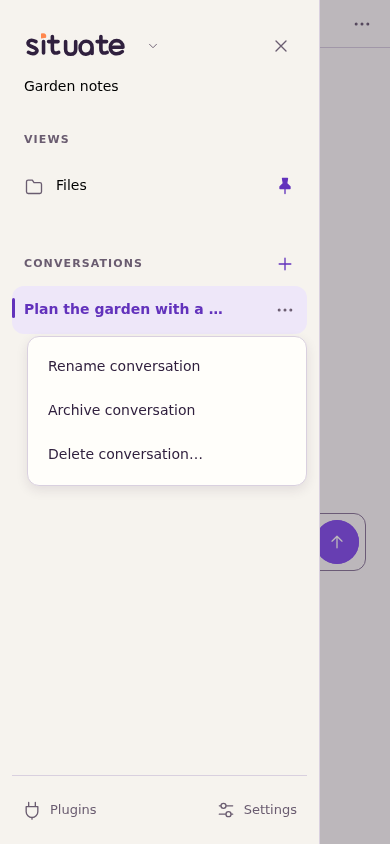 situate
Garden notes
VIEWS
Files
CONVERSATIONS
Plan the garden with a ...
Rename conversation
Archive conversation
Delete conversation...
Plugins
Settings